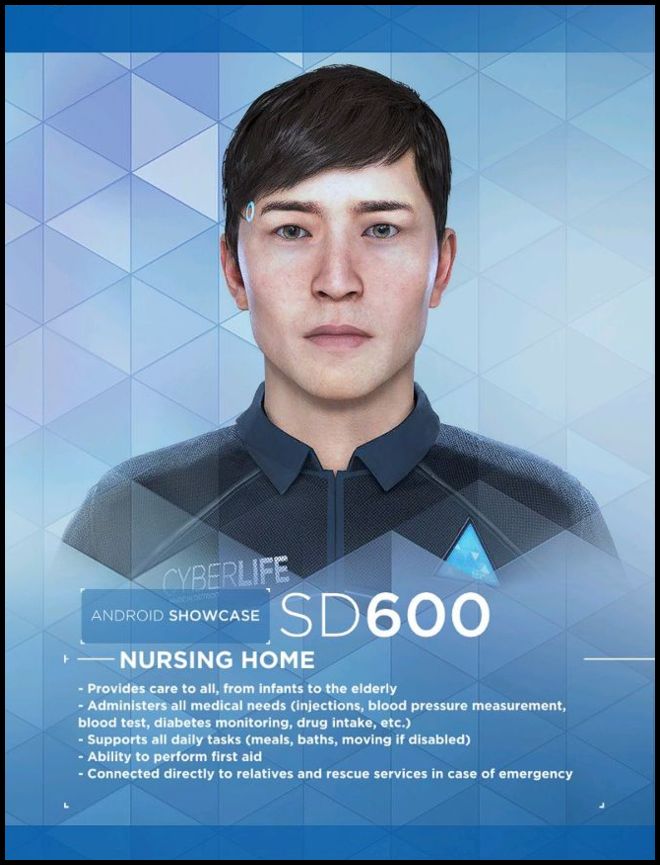 CYBERLIFE
ANDROID SHOWCASE
SD600
NURSING HOME
- Provides care to all, from infants to the elderly
- Administers all medical needs (injections, blood pressure measurement,
blood test, diabetes monitoring, drug intake, etc.)
- Supports all daily tasks (meals, baths, moving if disabled)
- Ability to perform first aid
- Connected directly to relatives and rescue services in case of emergency